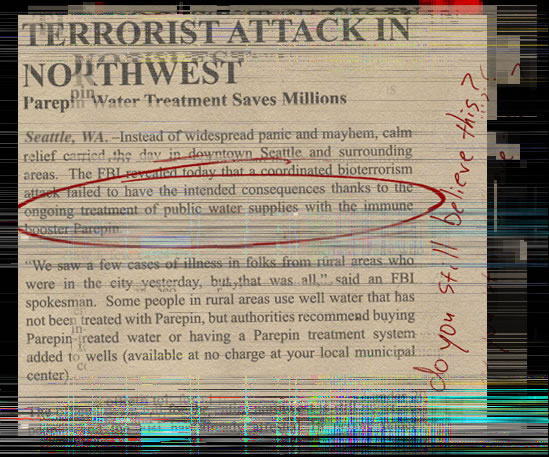 TERRORIST ATTACK IN
NORTHWEST
Parepin Water Treatment Saves Millions
Seattle, WA. –Instead of widespread panic and mayhem, calm
relief carried the day in downtown Seattle and surrounding
areas. The FBI revealed today that a coordinated bioterrorism
attack failed to have the intended consequences thanks to the
ongoing treatment of public water supplies with the immune
booster Parepin.
“We saw a few cases of illness in folks from rural areas who
were in the city yesterday, but that was all,” said an FBI
spokesman. Some people in rural areas use well water that has
not been treated with Parepin, but authorities recommend buying
Parepin-treated water or having a Parepin treatment system
added to wells (available at no charge at your local municipal
center).
The
do you still believe this?